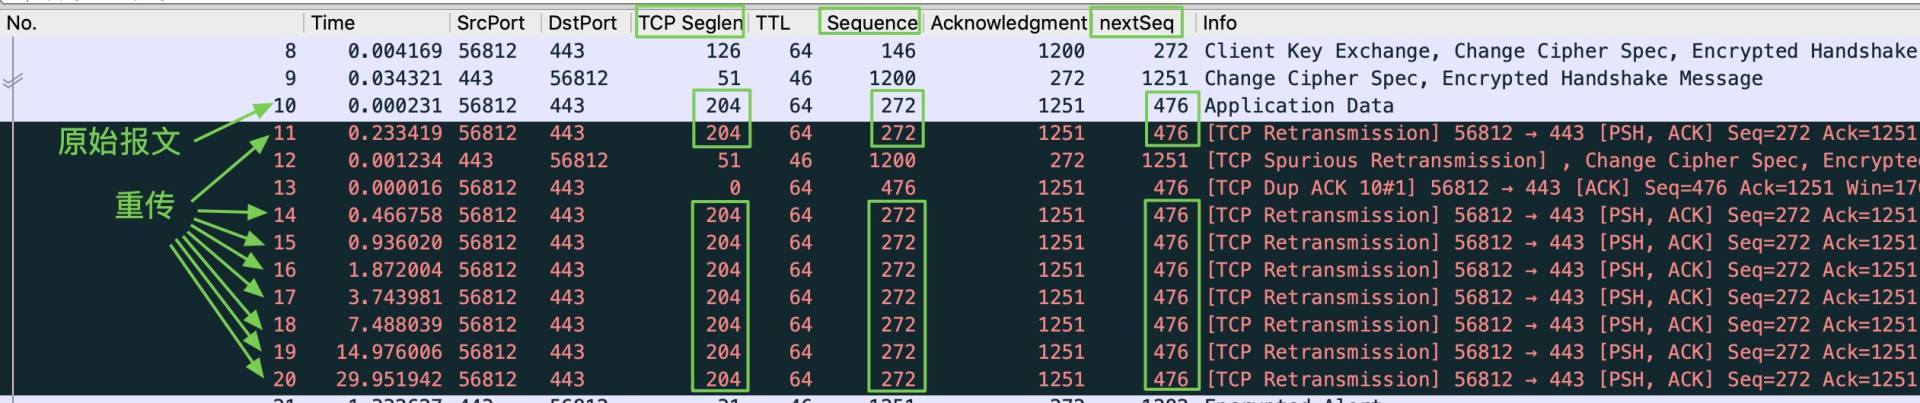 No. Time SrcPort DstPort TCP Seglen TTL Sequence Acknowledgment nextSeq Info
8 0.004169 56812 443 126 64 146 1200 272 Client Key Exchange, Change Cipher Spec, Encrypted Handshake
9 0.034321 443 56812 51 46 1200 272 1251 Change Cipher Spec, Encrypted Handshake Message
10 0.000231 56812 443 204 64 272 1251 476 Application Data
原始报文
11 0.233419 56812 443 204 64 272 1251 476 [TCP Retransmission] 56812 → 443 [PSH, ACK] Seq=272 Ack=1251
12 0.001234 443 56812 51 46 1200 272 1251 [TCP Spurious Retransmission] , Change Cipher Spec, Encrypte
13 0.000016 56812 443 0 64 476 1251 476 [TCP Dup ACK 10#1] 56812 → 443 [ACK] Seq=476 Ack=1251 Win=170
重传
14 0.466758 56812 443 204 64 272 1251 476 [TCP Retransmission] 56812 → 443 [PSH, ACK] Seq=272 Ack=1251
15 0.936020 56812 443 204 64 272 1251 476 [TCP Retransmission] 56812 → 443 [PSH, ACK] Seq=272 Ack=1251
16 1.872004 56812 443 204 64 272 1251 476 [TCP Retransmission] 56812 → 443 [PSH, ACK] Seq=272 Ack=1251
17 3.743981 56812 443 204 64 272 1251 476 [TCP Retransmission] 56812 → 443 [PSH, ACK] Seq=272 Ack=1251
18 7.488039 56812 443 204 64 272 1251 476 [TCP Retransmission] 56812 → 443 [PSH, ACK] Seq=272 Ack=1251
19 14.976006 56812 443 204 64 272 1251 476 [TCP Retransmission] 56812 → 443 [PSH, ACK] Seq=272 Ack=1251
20 29.951942 56812 443 204 64 272 1251 476 [TCP Retransmission] 56812 → 443 [PSH, ACK] Seq=272 Ack=1251